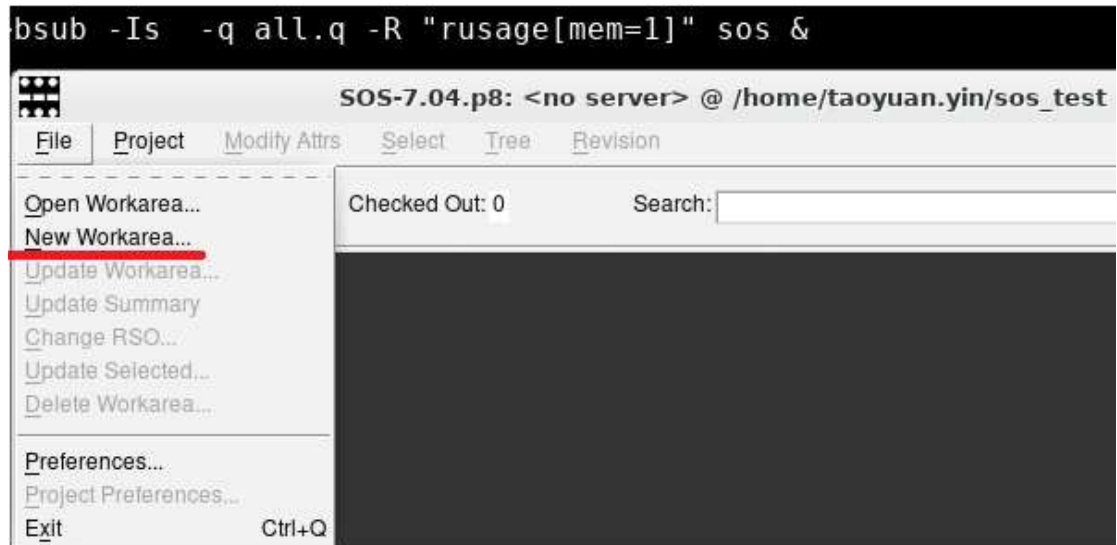 bsub -Is  -q all.q -R "rusage[mem=1]" sos &
SOS-7.04.p8: <no server> @ /home/taoyuan.yin/sos_test
File Project Modify Attrs Select Tree Revision
Open Workarea... Checked Out: 0 Search:
New Workarea...
Update Workarea...
Update Summary
Change RSO...
Update Selected...
Delete Workarea...
Preferences...
Project Preferences...
Exit Ctrl+Q